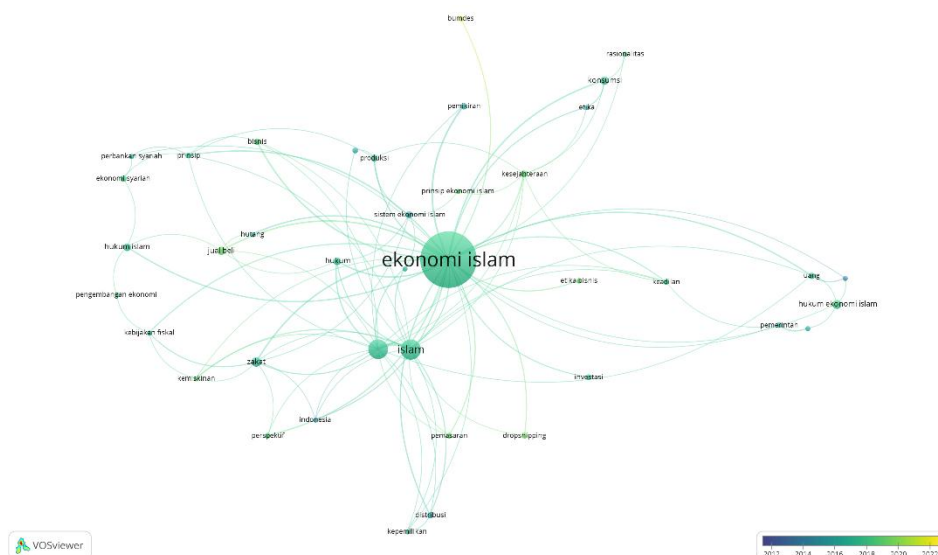 bumdes
rasionalitas
konsumsi
pemikiran
etika
bisnis
perbankan syariah
prinsip
produksi
ekonomi syariah
kesejahteraan
prinsip ekonomi islam
sistem ekonomi islam
hutang
hukum islam
jual beli
hukum
ekonomi islam
uang
etika bisnis
keadilan
pengembangan ekonomi
hukum ekonomi islam
kebijakan fiskal
pemerintah
islam
zakat
kemiskinan
investasi
indonesia
perspektif
pemasaran
dropshipping
distribusi
kepemilikan
VOSviewer
2012 2014 2016 2018 2020 2022